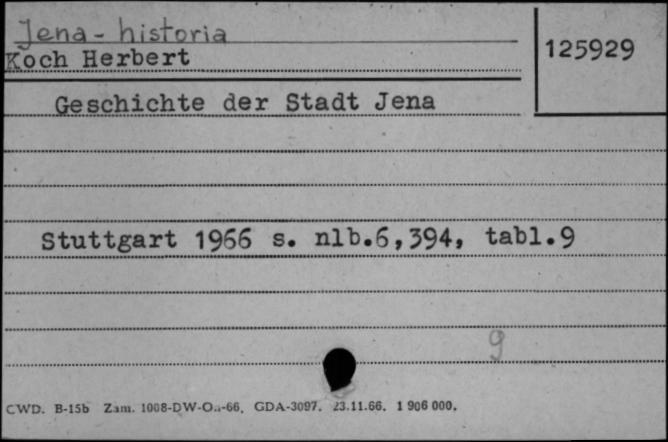 Jena - historia
Koch Herbert
125929
Geschichte der Stadt Jena
Stuttgart 1966 s. nlb.6,394, tabl.9
9
CWD. B-15b Zam. 1008-DW-O.-66. GDA-3097. 23.11.66. 1 906 000.